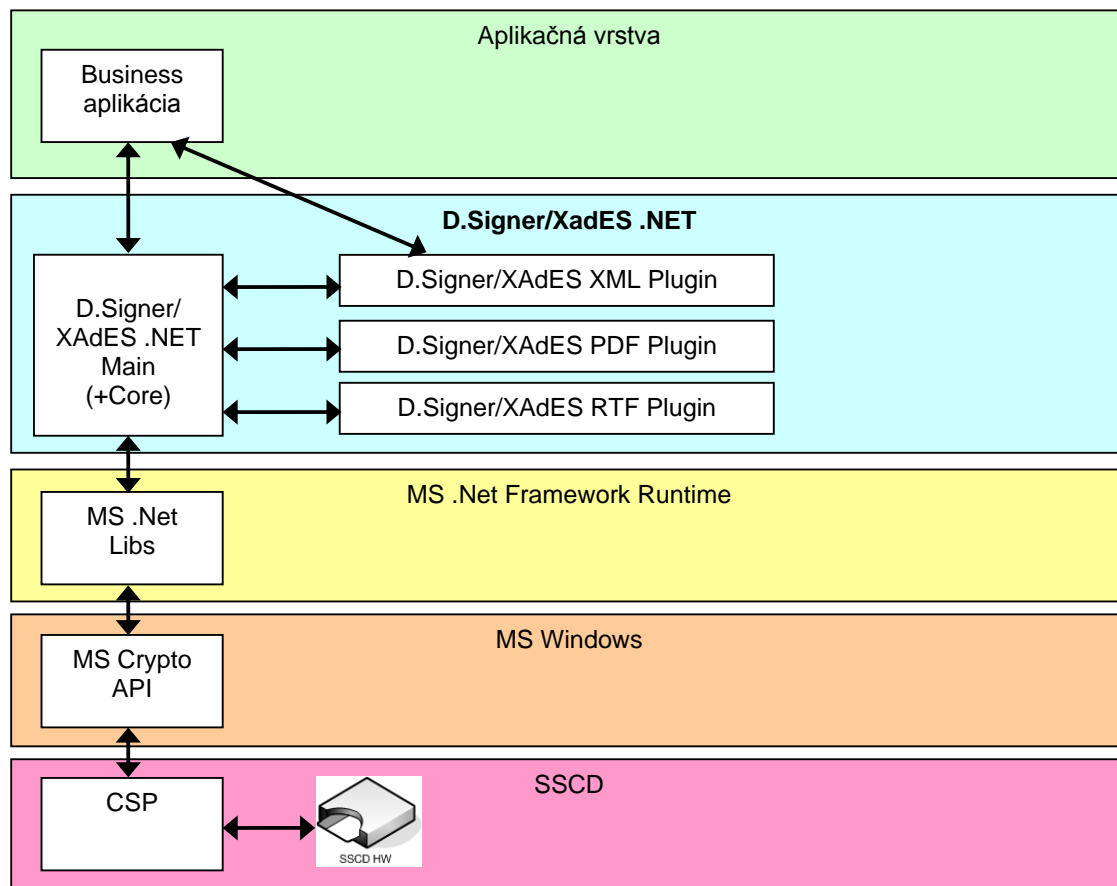 Aplikačná vrstva
Business
aplikácia
D.Signer/XadES .NET
D.Signer/
XAdES .NET
Main
(+Core)
D.Signer/XAdES XML Plugin
D.Signer/XAdES PDF Plugin
D.Signer/XAdES RTF Plugin
MS .Net Framework Runtime
MS .Net
Libs
MS Windows
MS Crypto
API
SSCD
CSP
SSCD HW